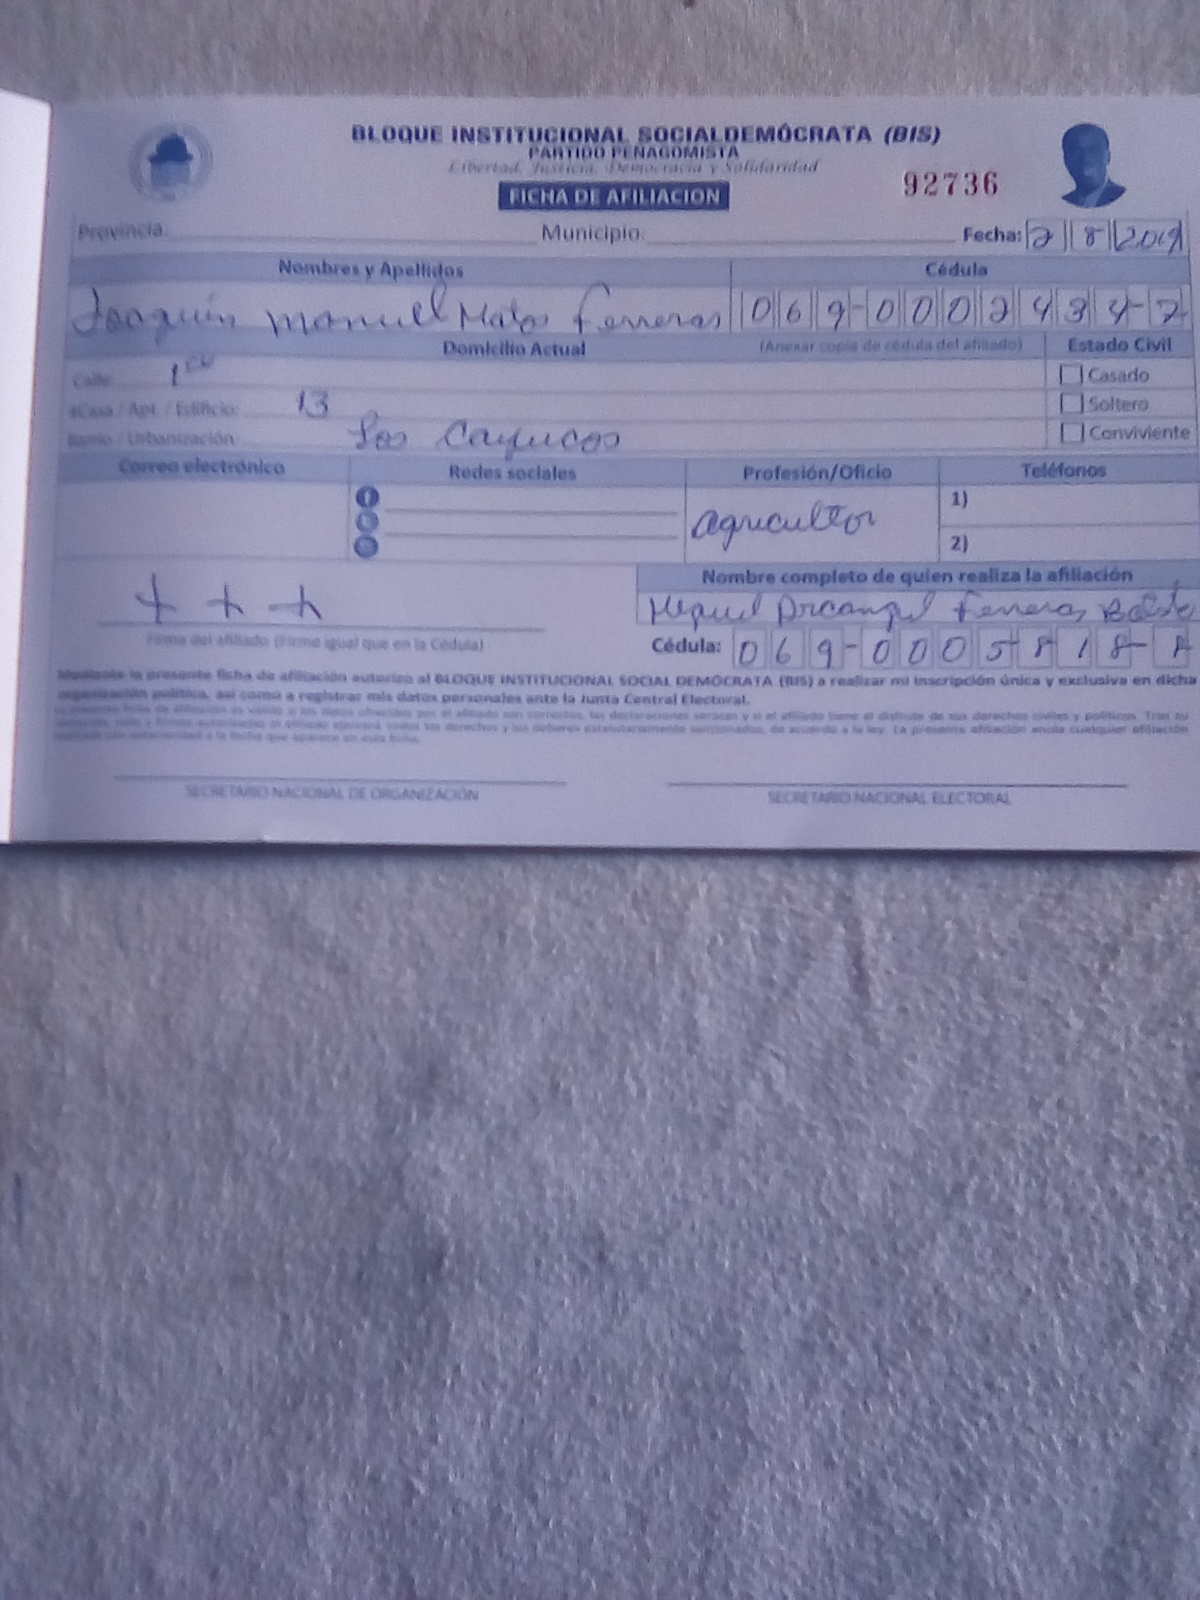 BLOQUE INSTITUCIONAL SOCIALDEMÓCRATA (BIS)
PARTIDO PEÑAGOMISTA
Libertad, Justicia, Democracia y Solidaridad
FICHA DE AFILIACION
92736
Provincia: Municipio: Fecha: 2 8 2019
Nombres y Apellidos Cédula
Joaquín manuel Matos Ferreras 069-0002434-7
Domicilio Actual (Anexar copia de cédula del afiliado) Estado Civil
Calle: 1ra Casado
#Casa / Apt. / Edificio: 13 Soltero
Barrio / Urbanización: Los Cayucos Conviviente
Correo electrónico Redes sociales Profesión/Oficio Teléfonos
agricultor 1)
2)
+ + +
Firma del afiliado (Firme igual que en la Cédula)
Nombre completo de quien realiza la afiliación
Miguel Arcangel Ferreras
Cédula: 069-0005818-8
Mediante la presente ficha de afiliación autorizo al BLOQUE INSTITUCIONAL SOCIAL DEMÓCRATA (BIS) a realizar mi inscripción única y exclusiva en dicha
organización política, así como a registrar mis datos personales ante la Junta Central Electoral.
SECRETARIO NACIONAL DE ORGANIZACIÓN SECRETARIO NACIONAL ELECTORAL